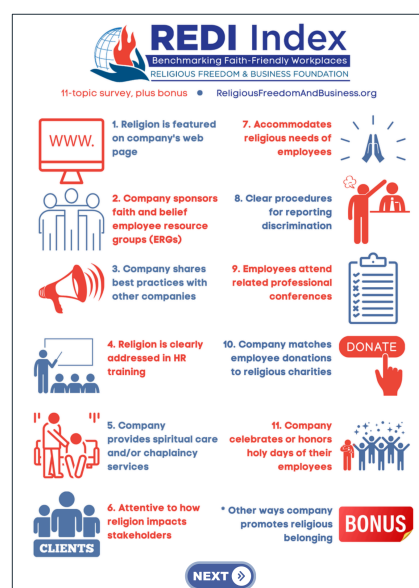 REDI Index
Benchmarking Faith-Friendly Workplaces
RELIGIOUS FREEDOM & BUSINESS FOUNDATION
11-topic survey, plus bonus • ReligiousFreedomAndBusiness.org
WWW.
1. Religion is featured
on company's web
page
2. Company sponsors
faith and belief
employee resource
groups (ERGs)
3. Company shares
best practices with
other companies
4. Religion is clearly
addressed in HR
training
5. Company
provides spiritual care
and/or chaplaincy
services
CLIENTS
6. Attentive to how
religion impacts
stakeholders
7. Accommodates
religious needs of
employees
8. Clear procedures
for reporting
discrimination
9. Employees attend
related professional
conferences
10. Company matches
employee donations
to religious charities
DONATE
11. Company
celebrates or honors
holy days of their
employees
* Other ways company
promotes religious
belonging
BONUS
NEXT